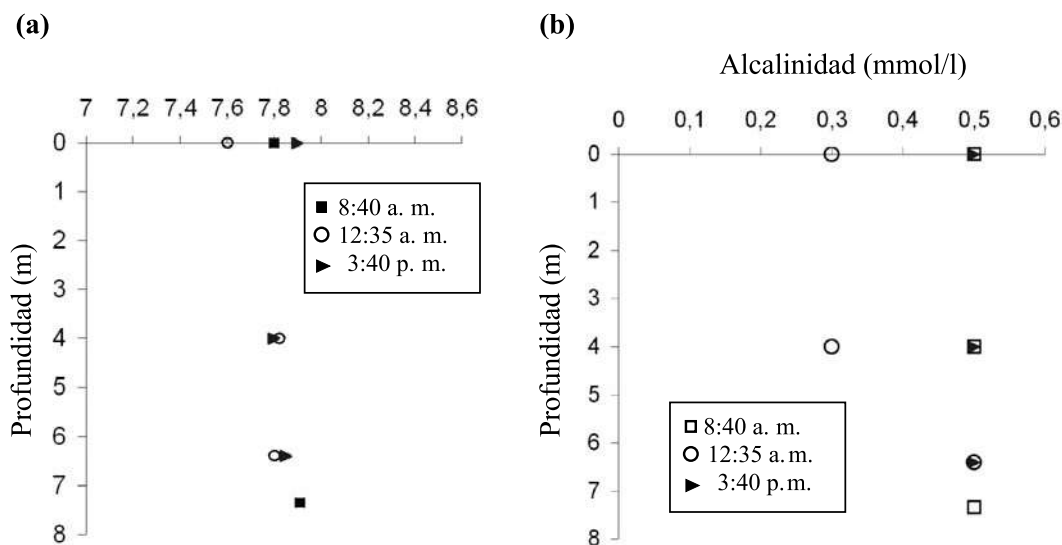 (a)
7 7,2 7,4 7,6 7,8 8 8,2 8,4 8,6
0
1
2
3
4
5
6
7
8
Profundidad (m)
8:40 a. m.
12:35 a. m.
3:40 p. m.
(b)
Alcalinidad (mmol/l)
0 0,1 0,2 0,3 0,4 0,5 0,6
0
1
2
3
4
5
6
7
8
Profundidad (m)
8:40 a. m.
12:35 a. m.
3:40 p. m.